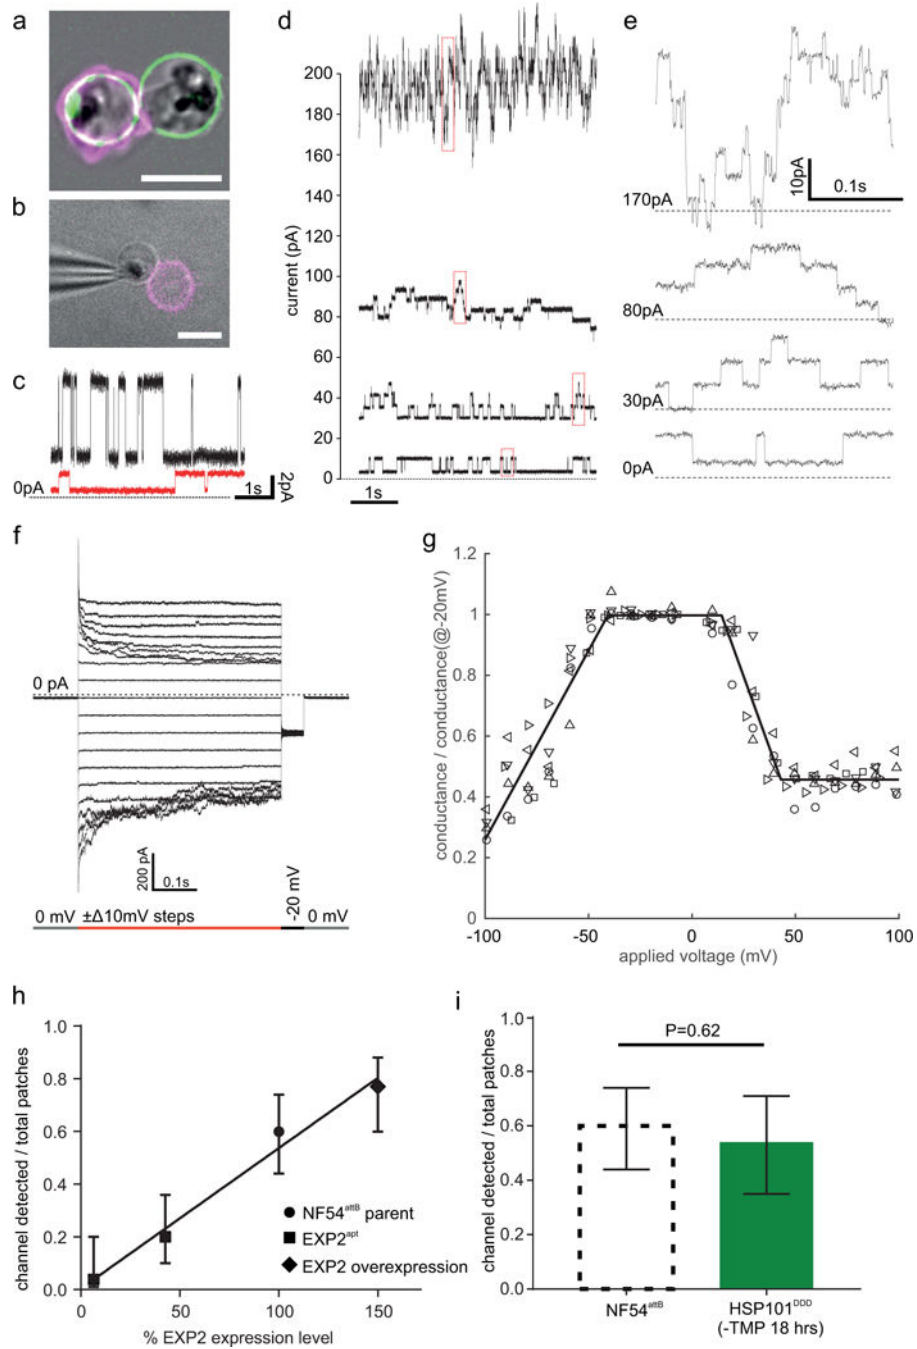 a
b
c
0pA
1s
2pA
d
200
180
160
140
120
100
80
60
40
20
0
current (pA)
1s
e
170pA
10pA
0.1s
80pA
30pA
0pA
f
0 pA
200 pA
0.1s
0 mV
±Δ10mV steps
-20 mV
0 mV
g
conductance / conductance(@-20mV)
1.2
1
0.8
0.6
0.4
0.2
0
-100
-50
0
50
100
applied voltage (mV)
h
channel detected / total patches
1.0
0.8
0.6
0.4
0.2
0.0
0
50
100
150
% EXP2 expression level
NF54attB parent
EXP2apt
EXP2 overexpression
i
channel detected / total patches
1.0
0.8
0.6
0.4
0.2
0.0
P=0.62
NF54attB
HSP101DDD
(-TMP 18 hrs)